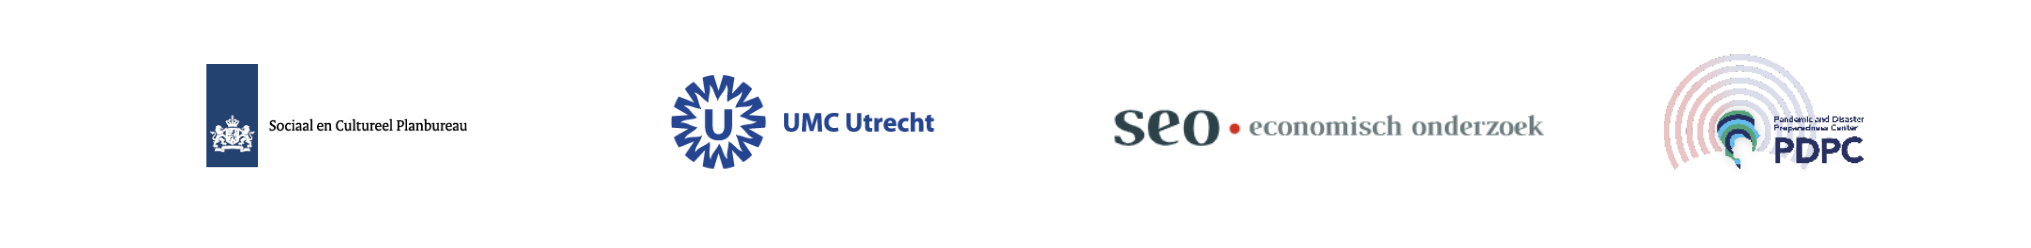 Sociaal en Cultureel Planbureau
U
UMC Utrecht
seo economisch onderzoek
Pandemic and Disaster
Preparedness Center
PDPC